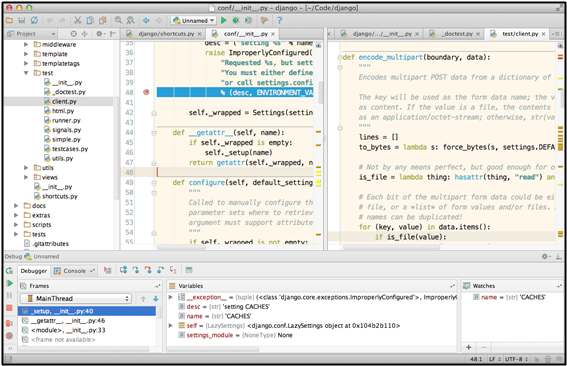 conf/__init__.py – django (~/Code/django)
Unnamed
Project
django/shortcuts.py
conf/__init__.py
django/.../__init__.py
_doctest.py
test/client.py
middleware
template
templatetags
test
__init__.py
_doctest.py
client.py
html.py
runner.py
signals.py
simple.py
testcases.py
utils.py
utils
views
__init__.py
shortcuts.py
docs
extras
scripts
tests
.gitattributes
35 desc = ("setting %s" % name
36 raise ImproperlyConfigured(
37 "Requested %s, but sett
38 "You must either define
39 "or call settings.confi
40 % (desc, ENVIRONMENT_VA
41
42 self._wrapped = Settings(settin
43
44 def __getattr__(self, name):
45 if self._wrapped is empty:
46 self._setup(name)
47 return getattr(self._wrapped, n
48
49 def configure(self, default_setting
50 """
51 Called to manually configure th
52 parameter sets where to retriev
53 argument must support attribute
54 """
55 if self._wrapped is not empty:
def encode_multipart(boundary, data):
"""
Encodes multipart POST data from a dictionary of
The key will be used as the form data name; the v
as content. If the value is a file, the contents
as an application/octet-stream; otherwise, str(va
"""
lines = []
to_bytes = lambda s: force_bytes(s, settings.DEFA
# Not by any means perfect, but good enough for o
is_file = lambda thing: hasattr(thing, "read") an
# Each bit of the multipart form data could be ei
# file, or a *list* of form values and/or files.
# names can be duplicated!
for (key, value) in data.items():
if is_file(value):
Debug
Unnamed
Debugger
Console
Frames
MainThread
_setup, __init__.py:40
__getattr__, __init__.py:46
<module>, __init__.py:33
<frame not available>
Variables
__exception__ = {tuple} (<class 'django.core.exceptions.ImproperlyConfigured'>, Improperly
desc = {str} 'setting CACHES'
name = {str} 'CACHES'
self = {LazySettings} <django.conf.LazySettings object at 0x104b2b110>
settings_module = {NoneType} None
Watches
name = {str} 'CACHES'
48:1
LF
UTF-8